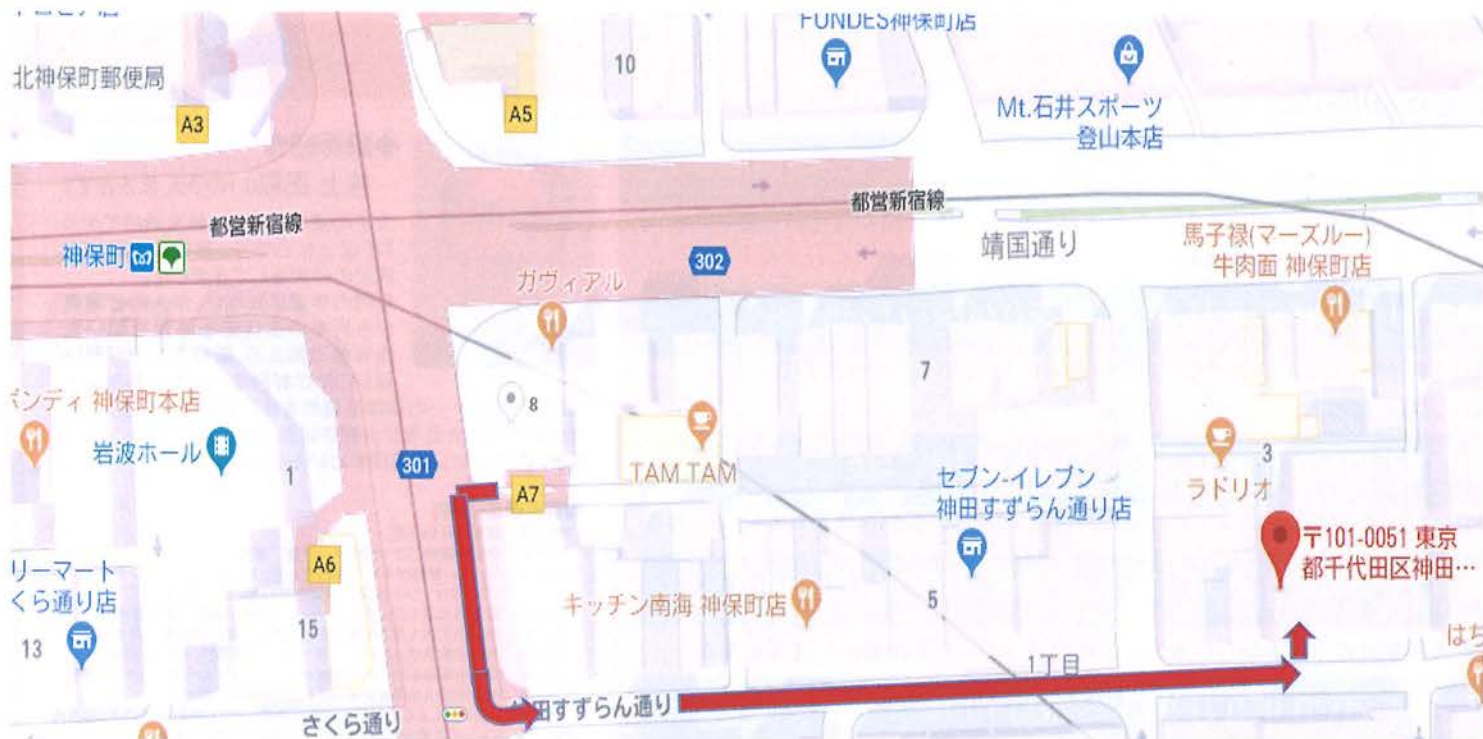 FUNDES神保町店
10
北神保町郵便局
A3
A5
Mt.石井スポーツ
登山本店
都営新宿線
都営新宿線
神保町
302
靖国通り
馬子禄(マーズルー)
牛肉面 神保町店
ガヴィアル
7
8
ボンディ 神保町本店
岩波ホール
1
301
A7
TAM TAM
セブン-イレブン
神田すずらん通り店
3
ラドリオ
〒101-0051 東京
都千代田区神田…
A6
リーマート
くら通り店
キッチン南海 神保町店
5
15
13
はち
1丁目
田すずらん通り
さくら通り